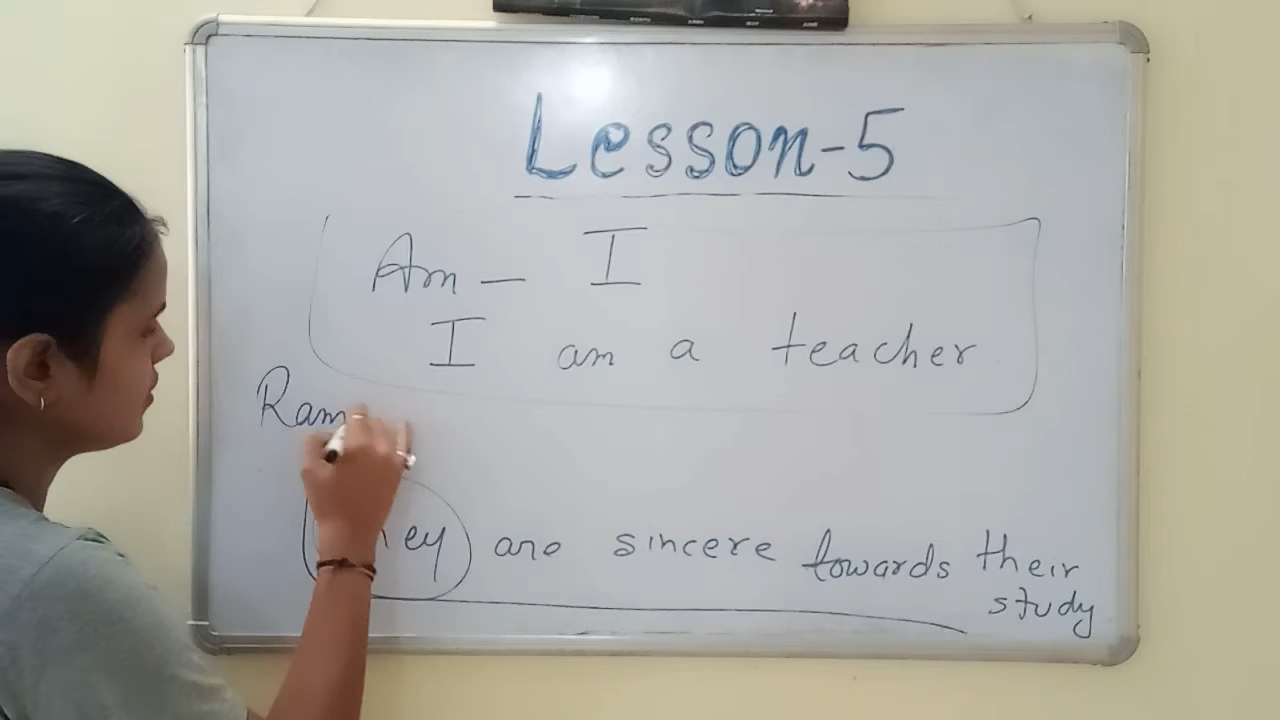 Lesson-5
Am - I
I am a teacher
Ram
are sincere towards their
study